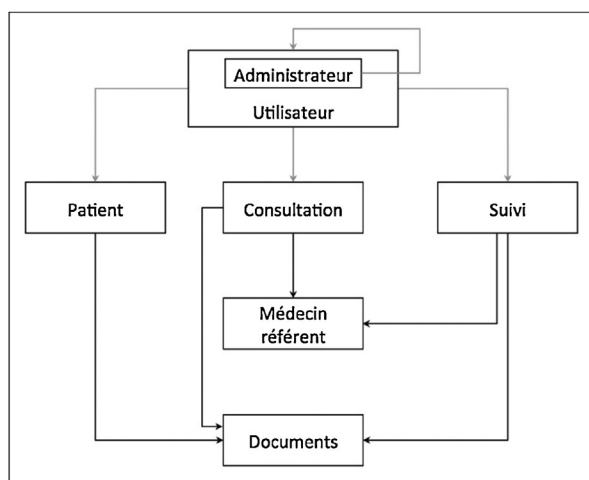 Administrateur
Utilisateur
Patient
Consultation
Suivi
Médecin
référent
Documents